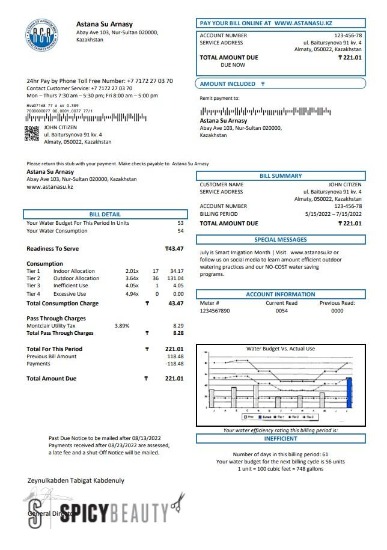 Astana Su Arnasy
Abay Ave 103, Nur-Sultan 020000,
Kazakhstan
PAY YOUR BILL ONLINE AT WWW.ASTANASU.KZ
ACCOUNT NUMBER 123-456-78
SERVICE ADDRESS ul. Baitursynova 91 kv. 4
Almaty, 050022, Kazakhstan
TOTAL AMOUNT DUE ₸ 221.01
DUE NOW
AMOUNT INCLUDED ₸
24hr Pay by Phone Toll Free Number: +7 7172 27 03 70
Contact Customer Service: +7 7172 27 03 70
Mon – Thurs 7:30 am – 5:30 pm; Fri 8:00 am – 5:00 pm
Remit payment to:
Astana Su Arnasy
Abay Ave 103, Nur-Sultan, 020000,
Kazakhstan
JOHN CITIZEN
ul. Baitursynova 91 kv. 4
Almaty, 050022, Kazakhstan
Please return this stub with your payment. Make checks payable to: Astana Su Arnasy
Astana Su Arnasy
Abay Ave 103, Nur-Sultan, 020000, Kazakhstan
www.astanasu.kz
BILL SUMMARY
CUSTOMER NAME JOHN CITIZEN
SERVICE ADDRESS ul. Baitursynova 91 kv. 4
Almaty, 050022, Kazakhstan
ACCOUNT NUMBER 123-456-78
BILLING PERIOD 5/15/2022 – 7/15/2022
TOTAL AMOUNT DUE ₸ 221.01
BILL DETAIL
Your Water Budget For This Period In Units 53
Your Water Consumption 54
Readiness To Serve ₸43.47
Consumption
Tier 1 Indoor Allocation 2.01x 17 34.17
Tier 2 Outdoor Allocation 3.64x 36 131.04
Tier 3 Inefficient Use 4.05x 1 4.05
Tier 4 Excessive Use 4.94x 0 0.00
Total Consumption Charge ₸ 43.47
Pass Through Charges
Montclair Utility Tax 3.89% 8.29
Total Pass Through Charges ₸ 8.28
Total For This Period ₸ 221.01
Previous Bill Amount 118.48
Payments -118.48
Total Amount Due ₸ 221.01
SPECIAL MESSAGES
July is Smart Irrigation Month | Visit www.astanasu.kz or
follow us on social media to learn amount efficient outdoor
watering practices and our NO-COST water saving
programs.
ACCOUNT INFORMATION
Meter # Current Read Previous Read:
1234567890 0054 0000
Water Budget Vs. Actual Use
Your water efficiency rating this billing period is:
INEFFICIENT
Number of days in this billing period: 61
Your water budget for the next billing cycle is 56 units
1 unit = 100 cubic feet = 748 gallons
Past Due Notice to be mailed after 08/13/2022
Payments received after 08/23/2022 are assessed,
a late fee and a shut-Off Notice will be mailed.
Zeynulkabden Tabigat Kabdenuly
General Director
SPICYBEAUTY